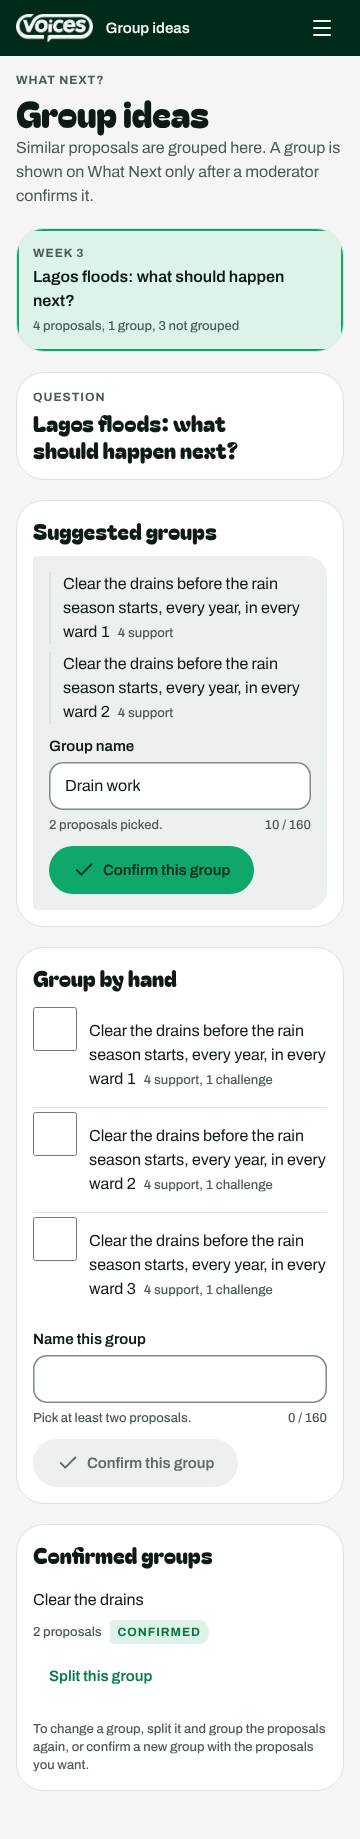 Voices Group ideas
WHAT NEXT?
Group ideas
Similar proposals are grouped here. A group is
shown on What Next only after a moderator
confirms it.
WEEK 3
Lagos floods: what should happen
next?
4 proposals, 1 group, 3 not grouped
QUESTION
Lagos floods: what
should happen next?
Suggested groups
Clear the drains before the rain
season starts, every year, in every
ward 1 4 support
Clear the drains before the rain
season starts, every year, in every
ward 2 4 support
Group name
Drain work
2 proposals picked. 10 / 160
Confirm this group
Group by hand
Clear the drains before the rain
season starts, every year, in every
ward 1 4 support, 1 challenge
Clear the drains before the rain
season starts, every year, in every
ward 2 4 support, 1 challenge
Clear the drains before the rain
season starts, every year, in every
ward 3 4 support, 1 challenge
Name this group
Pick at least two proposals. 0 / 160
Confirm this group
Confirmed groups
Clear the drains
2 proposals CONFIRMED
Split this group
To change a group, split it and group the proposals
again, or confirm a new group with the proposals
you want.